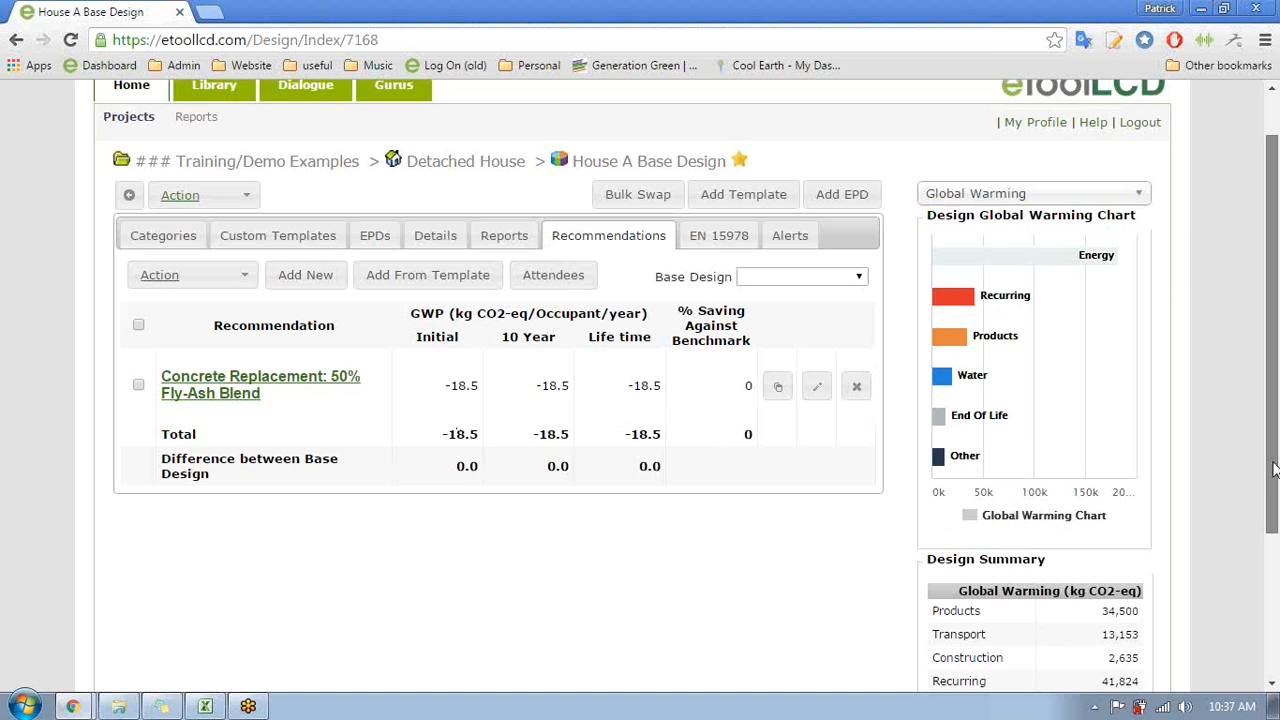 House A Base Design
Patrick
https://etoollcd.com/Design/Index/7168
Apps Dashboard Admin Website useful Music Log On (old) Personal Generation Green | ... Cool Earth - My Das... Other bookmarks
Home Library Dialogue Gurus eToolLCD
Projects Reports
| My Profile | Help | Logout
### Training/Demo Examples > Detached House > House A Base Design
Action Bulk Swap Add Template Add EPD Global Warming
Categories Custom Templates EPDs Details Reports Recommendations EN 15978 Alerts
Action Add New Add From Template Attendees Base Design
Recommendation
GWP (kg CO2-eq/Occupant/year)
Initial 10 Year Life time
% Saving
Against
Benchmark
Concrete Replacement: 50%
Fly-Ash Blend
-18.5 -18.5 -18.5 0
Total -18.5 -18.5 -18.5 0
Difference between Base
Design
0.0 0.0 0.0
Design Global Warming Chart
Energy
Recurring
Products
Water
End Of Life
Other
0k 50k 100k 150k 20...
Global Warming Chart
Design Summary
Global Warming (kg CO2-eq)
Products 34,500
Transport 13,153
Construction 2,635
Recurring 41,824
10:37 AM